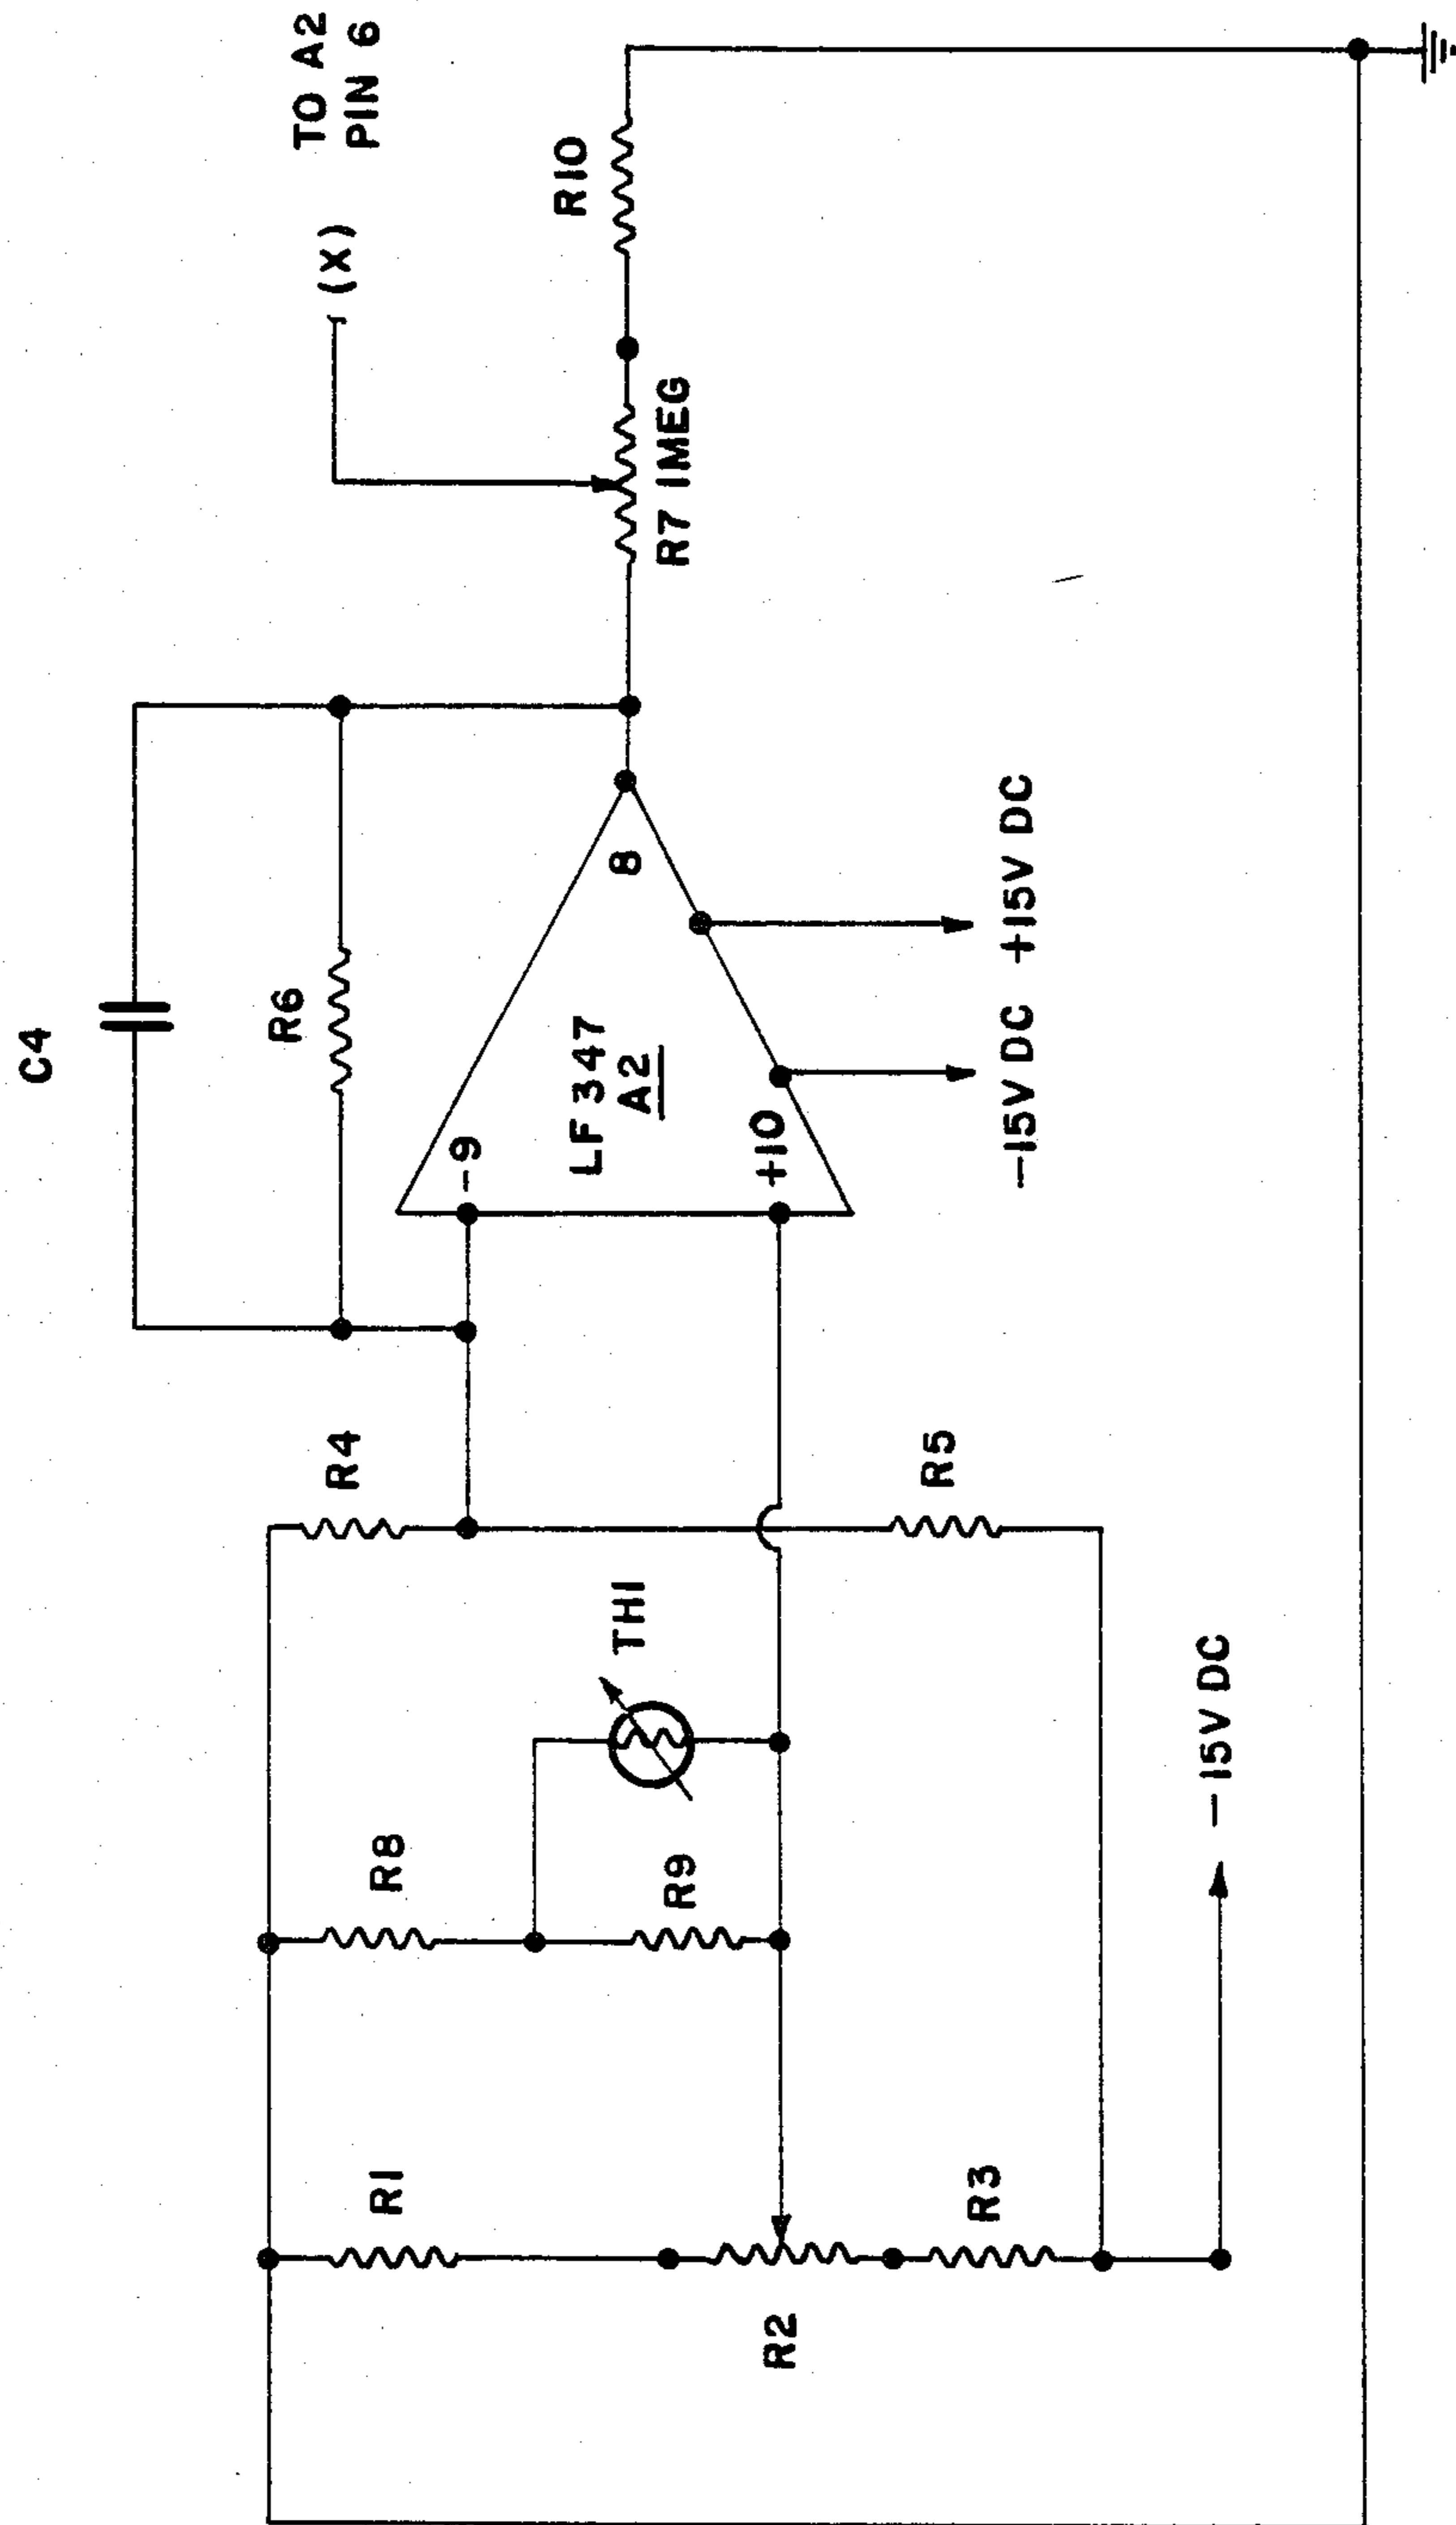 C4
TO A2
PIN 6
R6
(X)
R4
R10
R8
R1
-9
8
LF 347
A2
R7 1MEG
TH1
R9
+10
R2
R5
R3
-15V DC
+15V DC
-15V DC